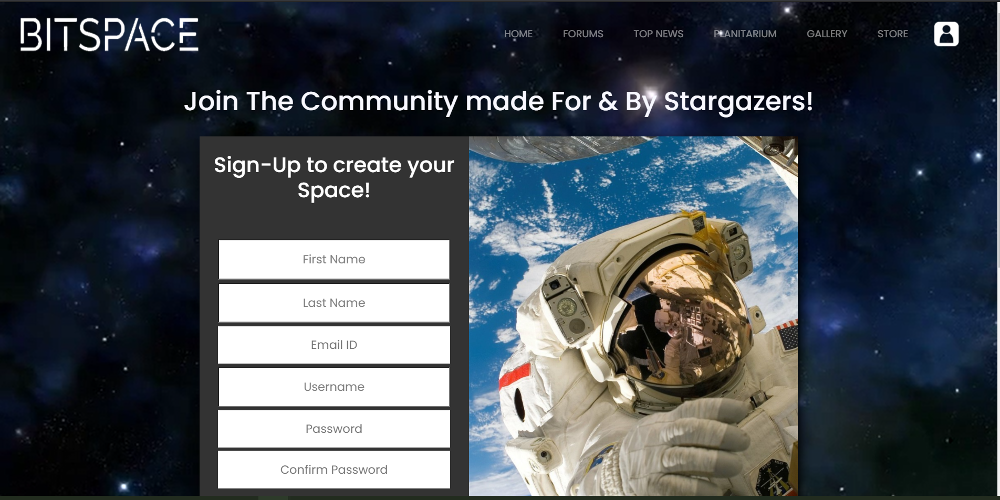 BITSPACE
HOME FORUMS TOP NEWS PLANITARIUM GALLERY STORE
Join The Community made For & By Stargazers!
Sign-Up to create your
Space!
First Name
Last Name
Email ID
Username
Password
Confirm Password